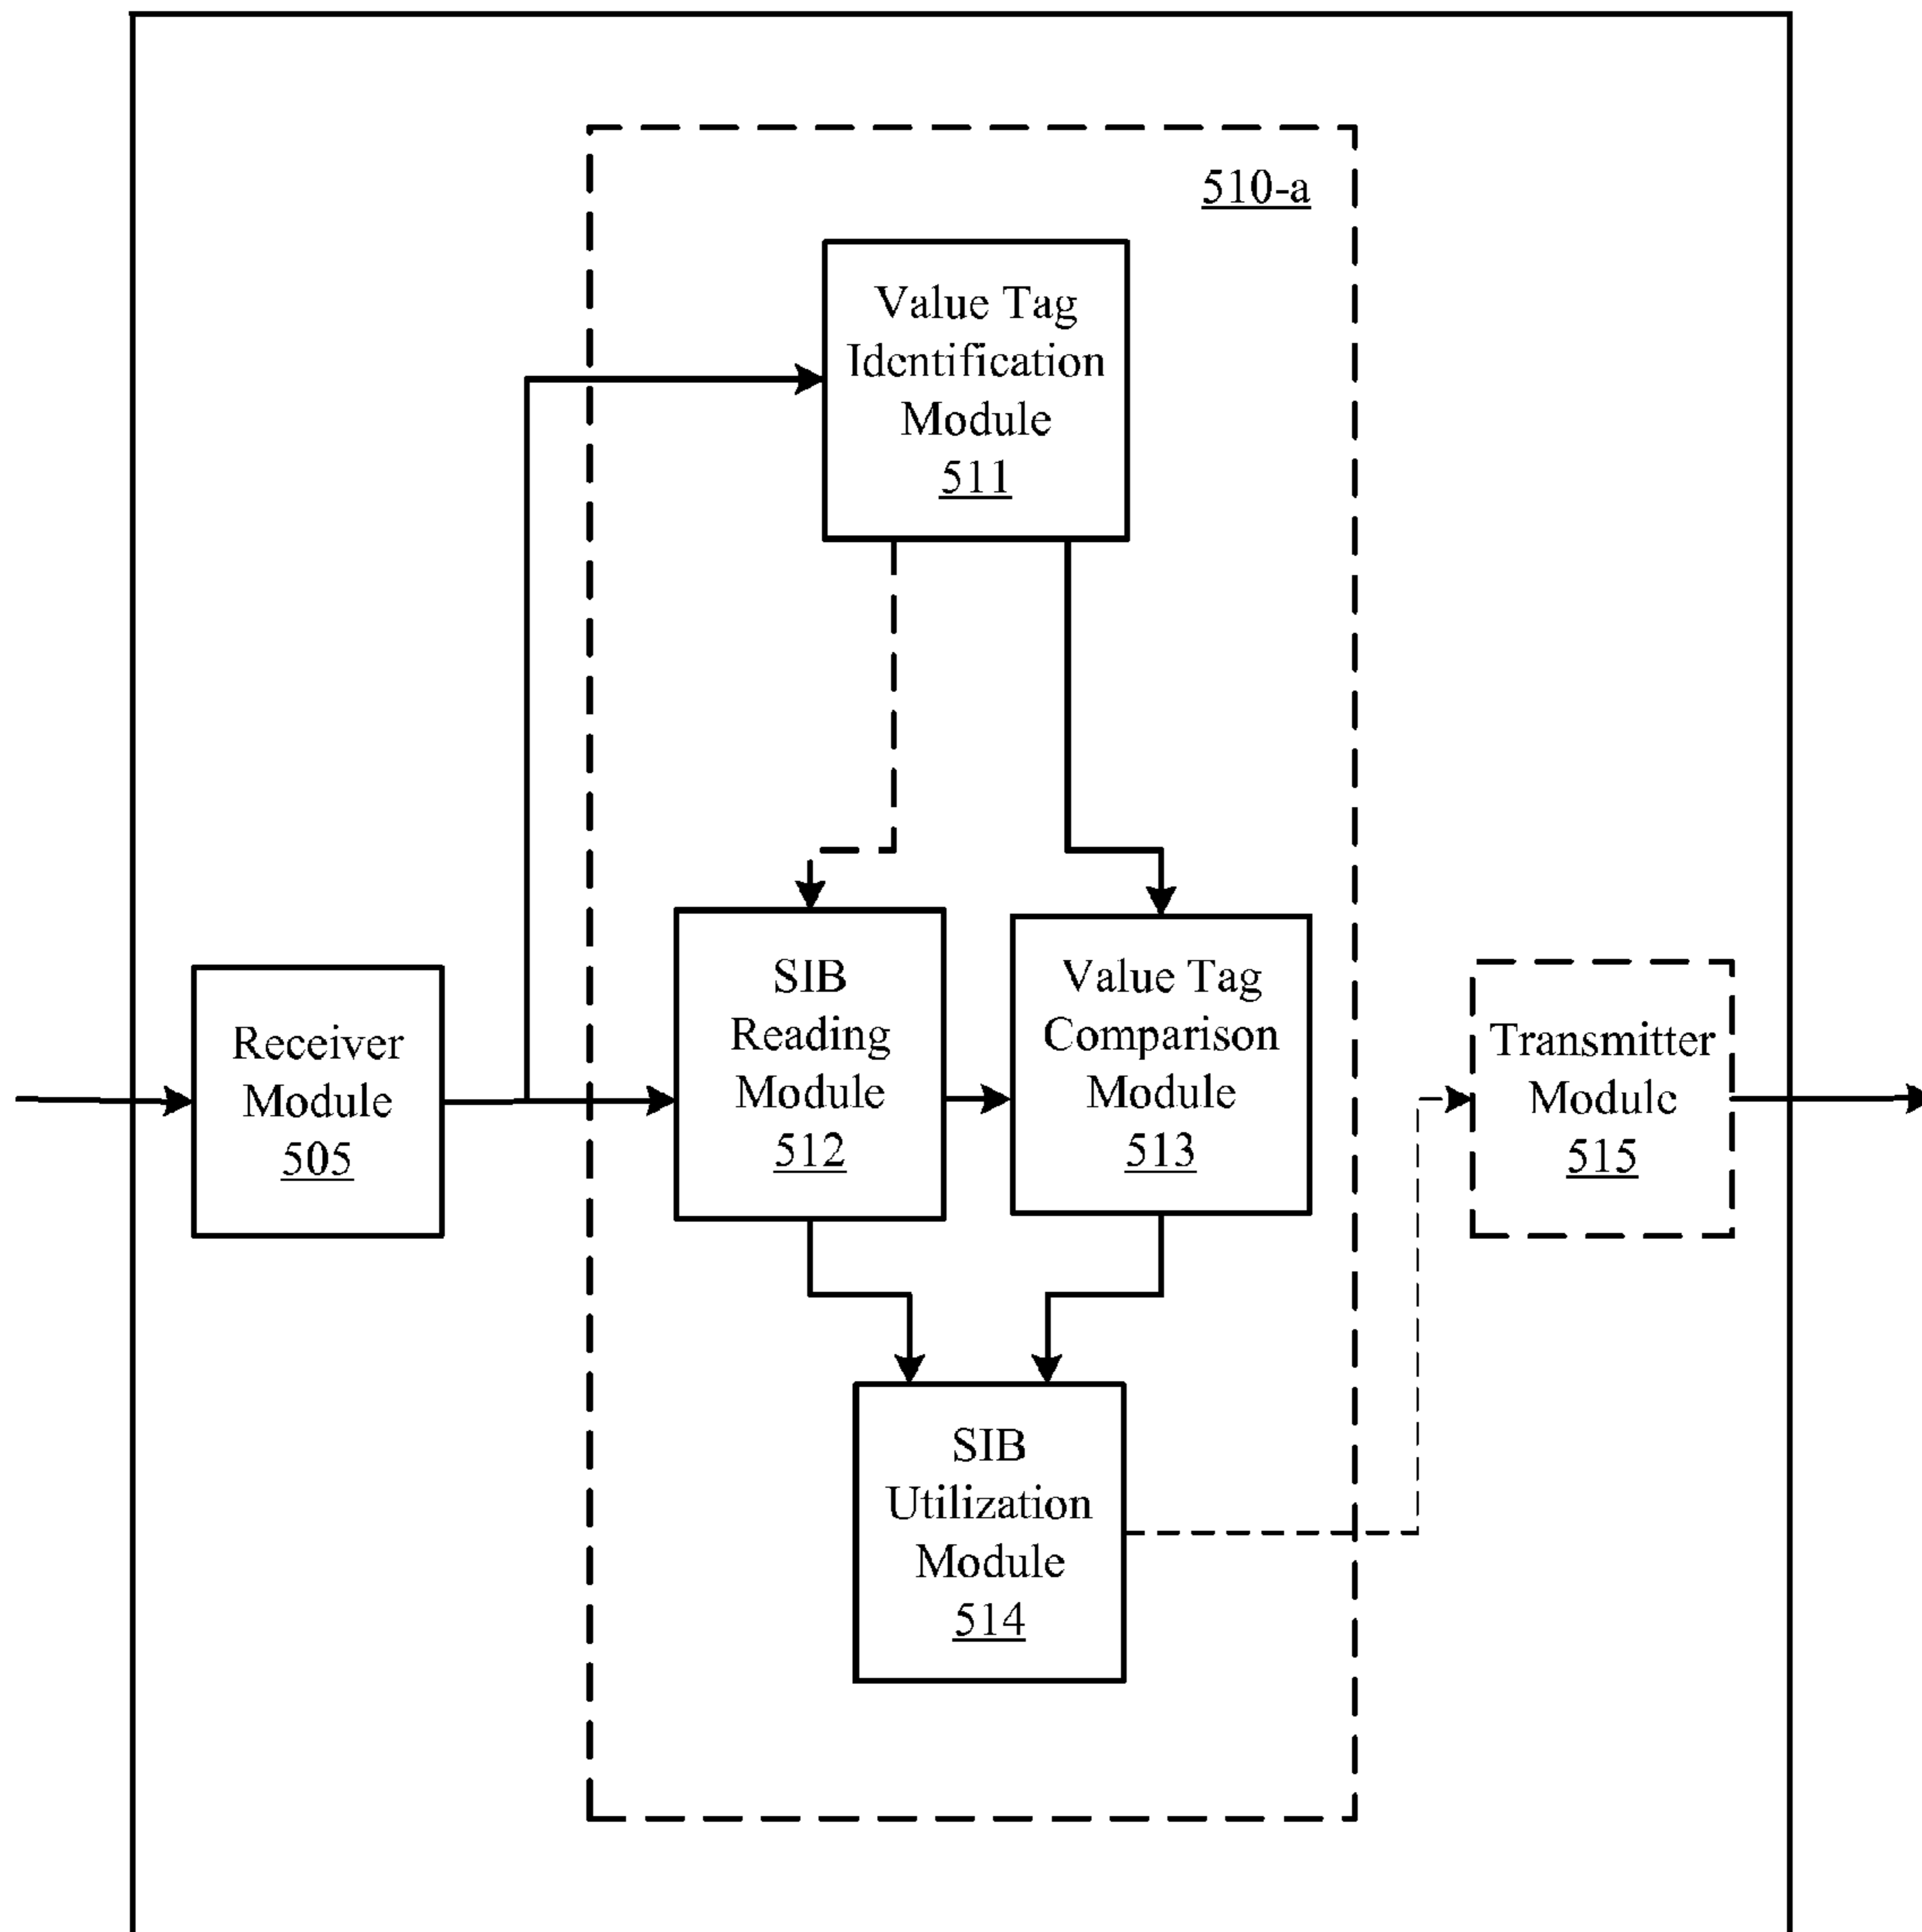 510-a
Value Tag
Identification
Module
511
SIB
Reading
Module
512
Value Tag
Comparison
Module
513
Receiver
Module
505
Transmitter
Module
515
SIB
Utilization
Module
514